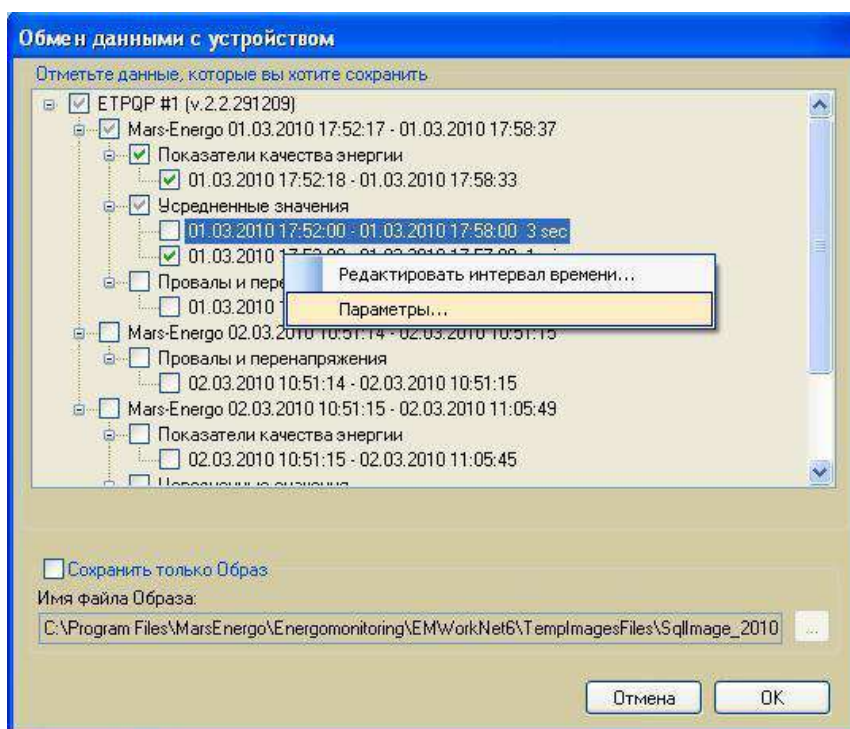 Обмен данными с устройством
Отметьте данные, которые вы хотите сохранить
ETPQP #1 (v.2.2.291209)
Mars-Energo 01.03.2010 17:52:17 - 01.03.2010 17:58:37
Показатели качества энергии
01.03.2010 17:52:18 - 01.03.2010 17:58:33
Усредненные значения
01.03.2010 17:52:00 - 01.03.2010 17:58:00 3 sec
01.03.2010
Редактировать интервал времени...
Провалы и пере
01.03.2010
Параметры...
Mars-Energo 02.03.2010 10:51:14 - 02.03.2010 10:51:15
Провалы и перенапряжения
02.03.2010 10:51:14 - 02.03.2010 10:51:15
Mars-Energo 02.03.2010 10:51:15 - 02.03.2010 11:05:49
Показатели качества энергии
02.03.2010 10:51:15 - 02.03.2010 11:05:45
Сохранить только Образ
Имя файла Образа:
C:\Program Files\MarsEnergo\Energomonitoring\EMWorkNet6\TempImagesFiles\SqlImage_2010
...
Отмена
OK